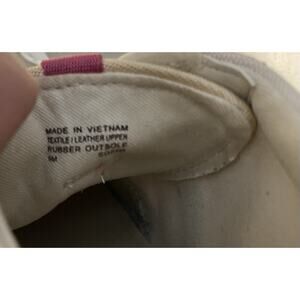 MADE IN VIETNAM
TEXTILE / LEATHER UPPER
RUBBER OUTSOLE